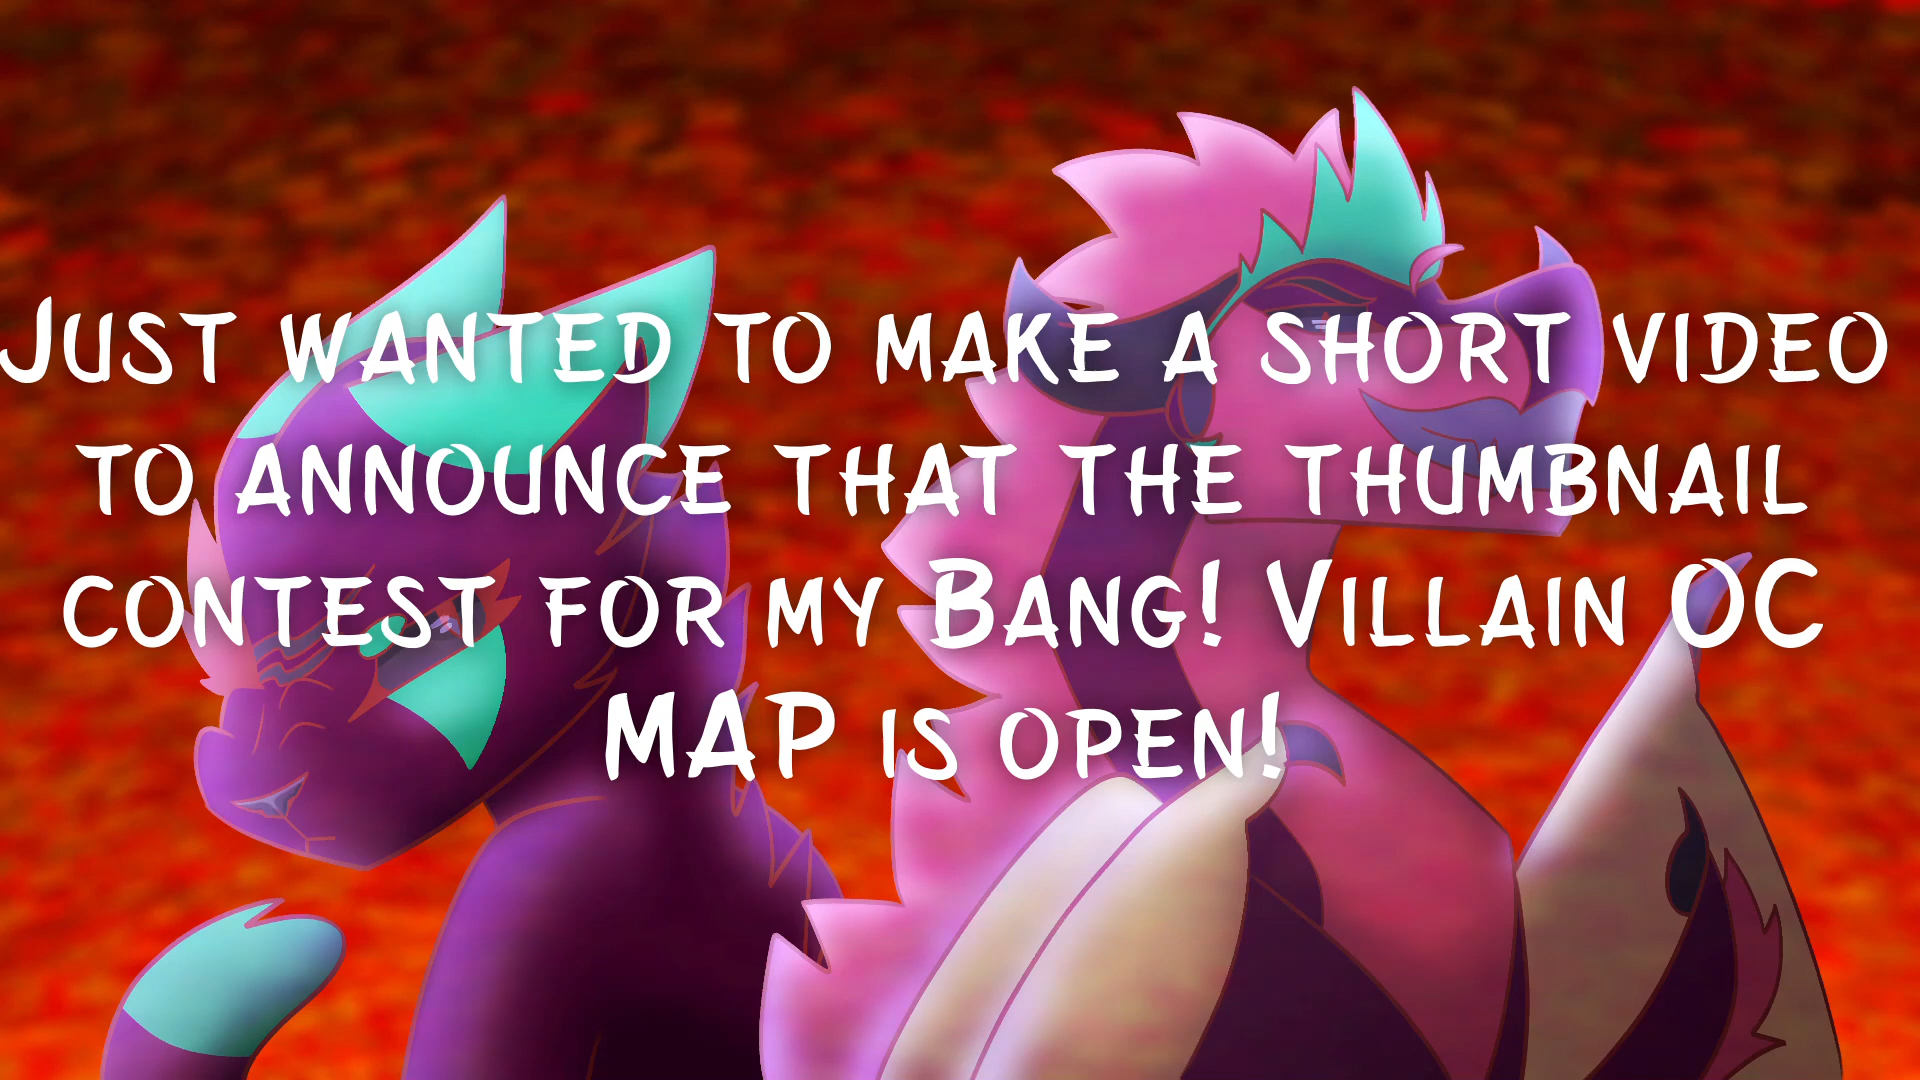 Just wanted to make a short video
to announce that the thumbnail
contest for my Bang! Villain OC
MAP is open!